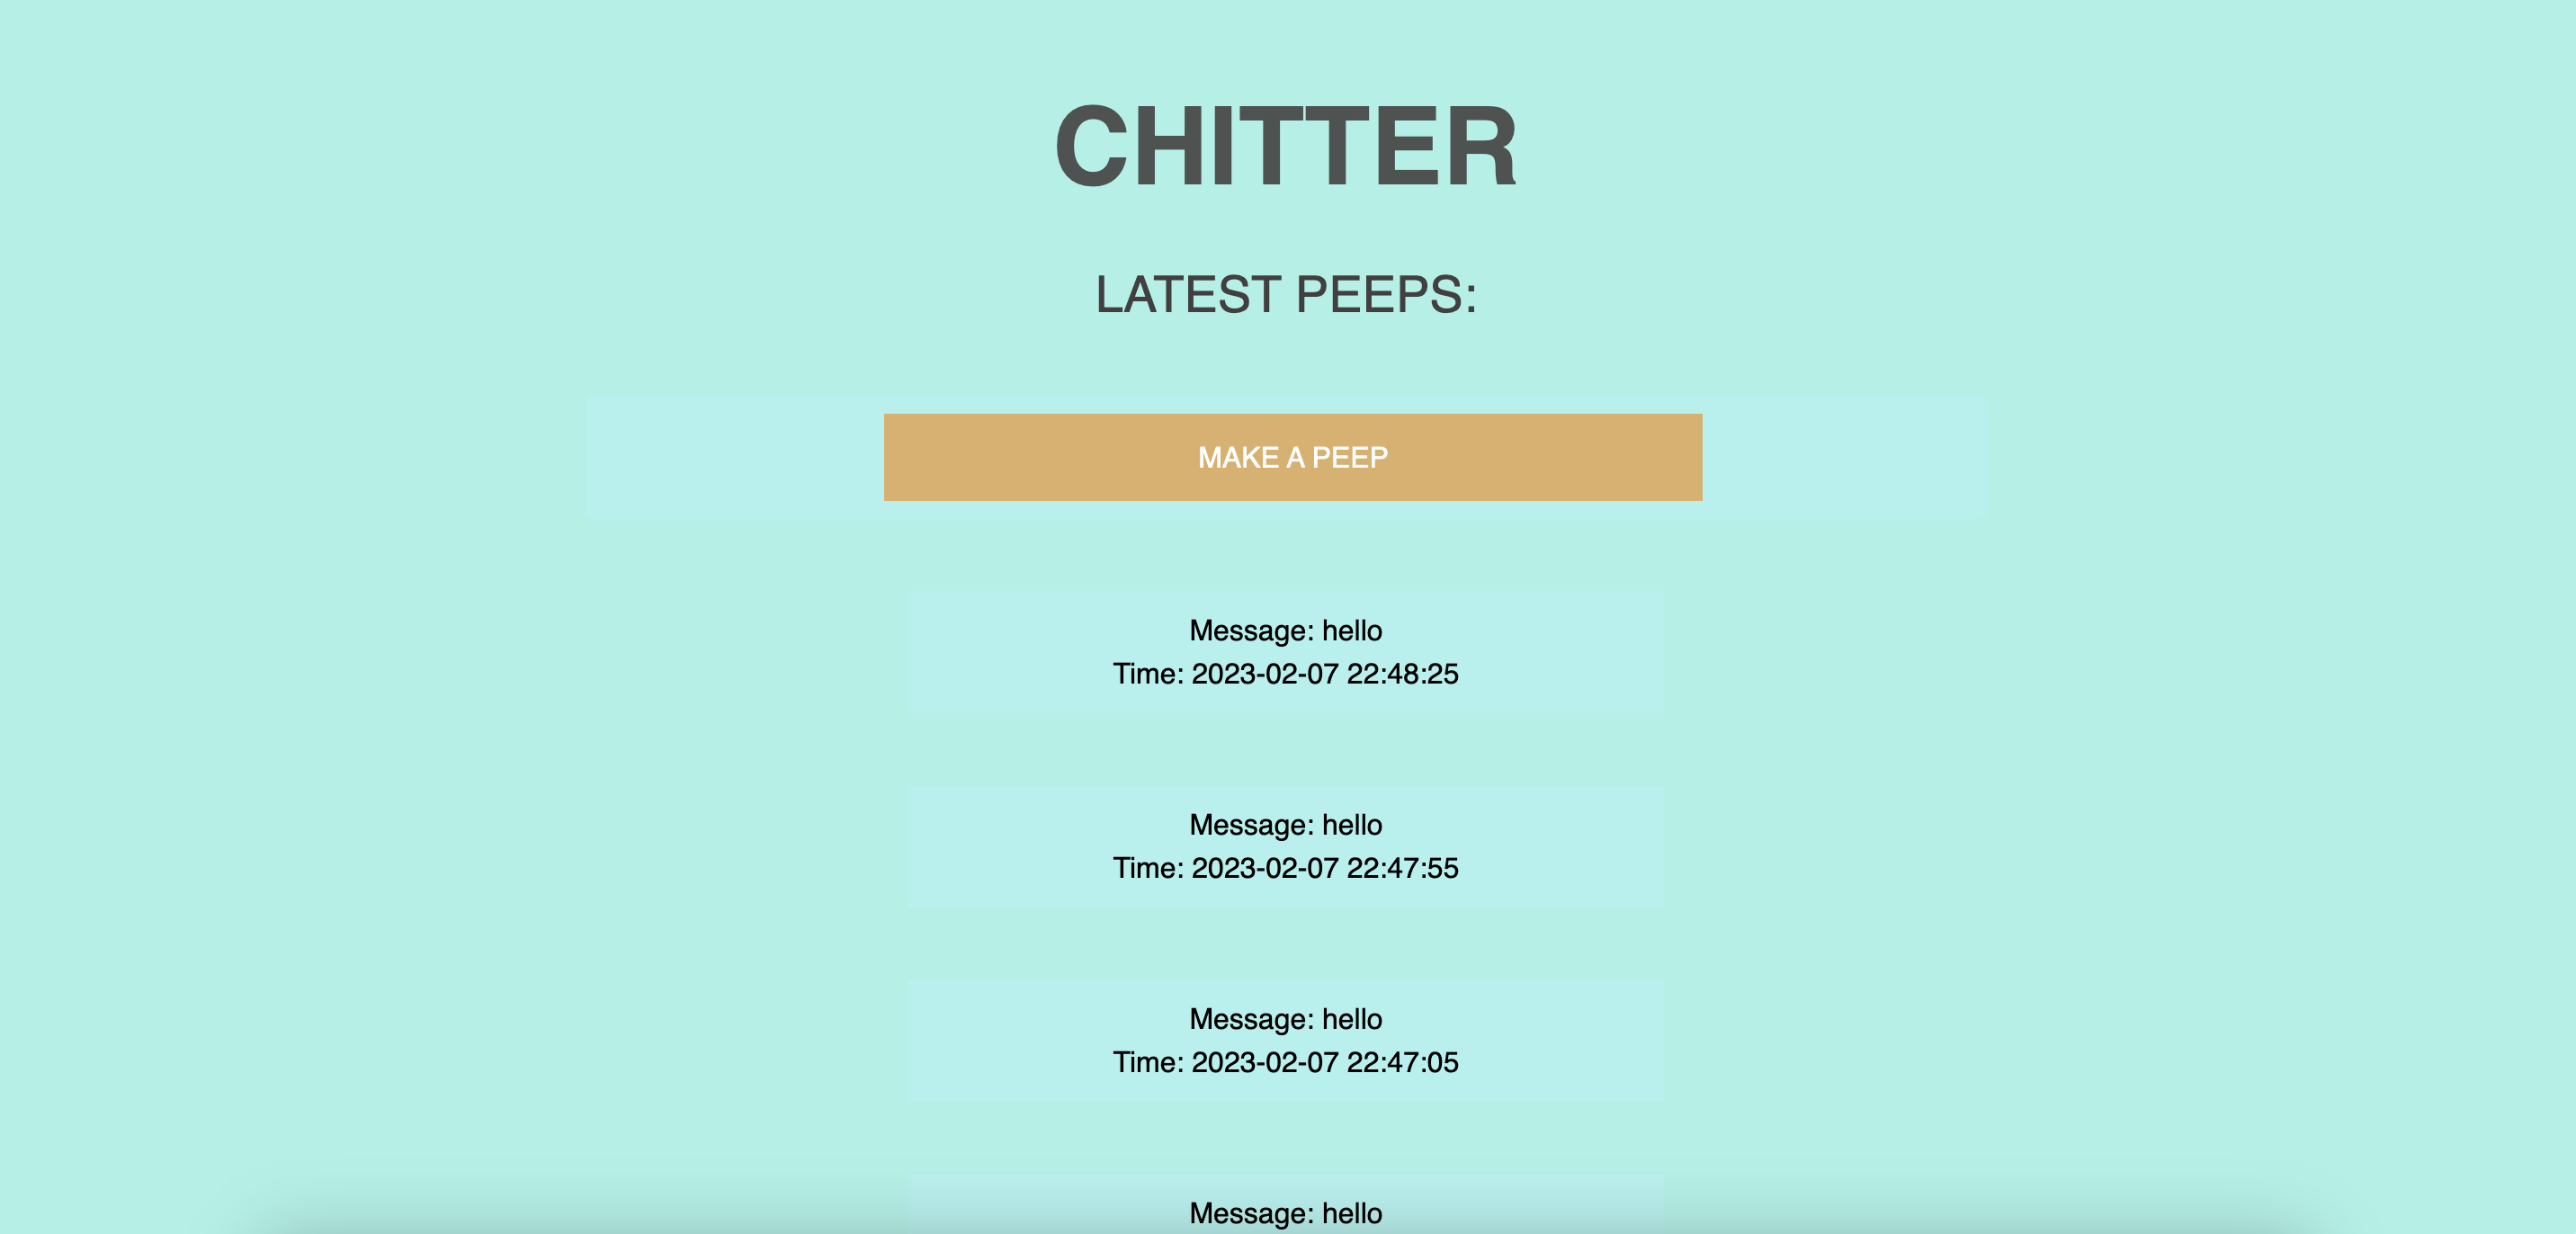 CHITTER
LATEST PEEPS:
MAKE A PEEP
Message: hello
Time: 2023-02-07 22:48:25
Message: hello
Time: 2023-02-07 22:47:55
Message: hello
Time: 2023-02-07 22:47:05
Message: hello